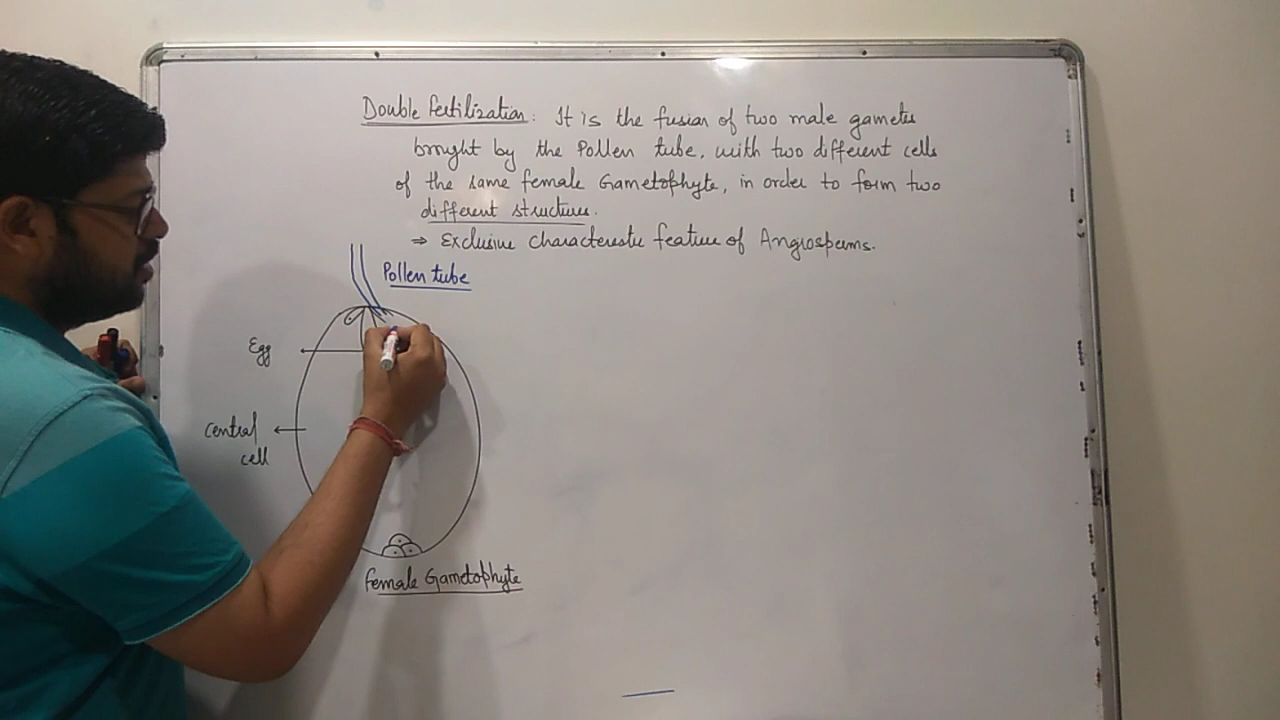 Double Fertilization: It is the fusion of two male gametes
brought by the Pollen tube, with two different cells
of the same female Gametophyte, in order to form two
different structures.
⇒ Exclusive characteristic feature of Angiosperms.
Pollen tube
Egg
central
cell
female Gametophyte